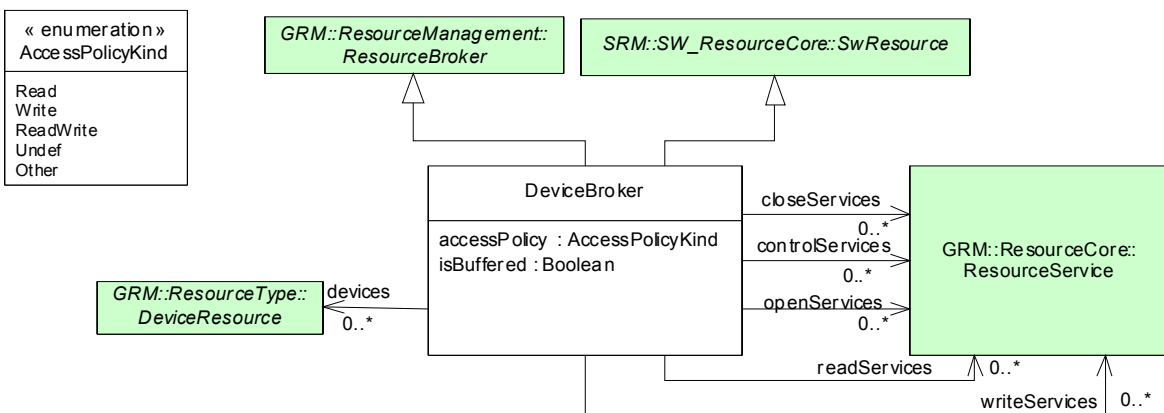 « enumeration »
AccessPolicyKind
Read
Write
ReadWrite
Undef
Other
GRM::ResourceManagement::
ResourceBroker
SRM::SW_ResourceCore::SwResource
DeviceBroker
accessPolicy : AccessPolicyKind
isBuffered : Boolean
GRM::ResourceType::
DeviceResource
devices
0..*
closeServices
0..*
controlServices
0..*
openServices
0..*
readServices
0..*
writeServices
0..*
GRM::ResourceCore::
ResourceService